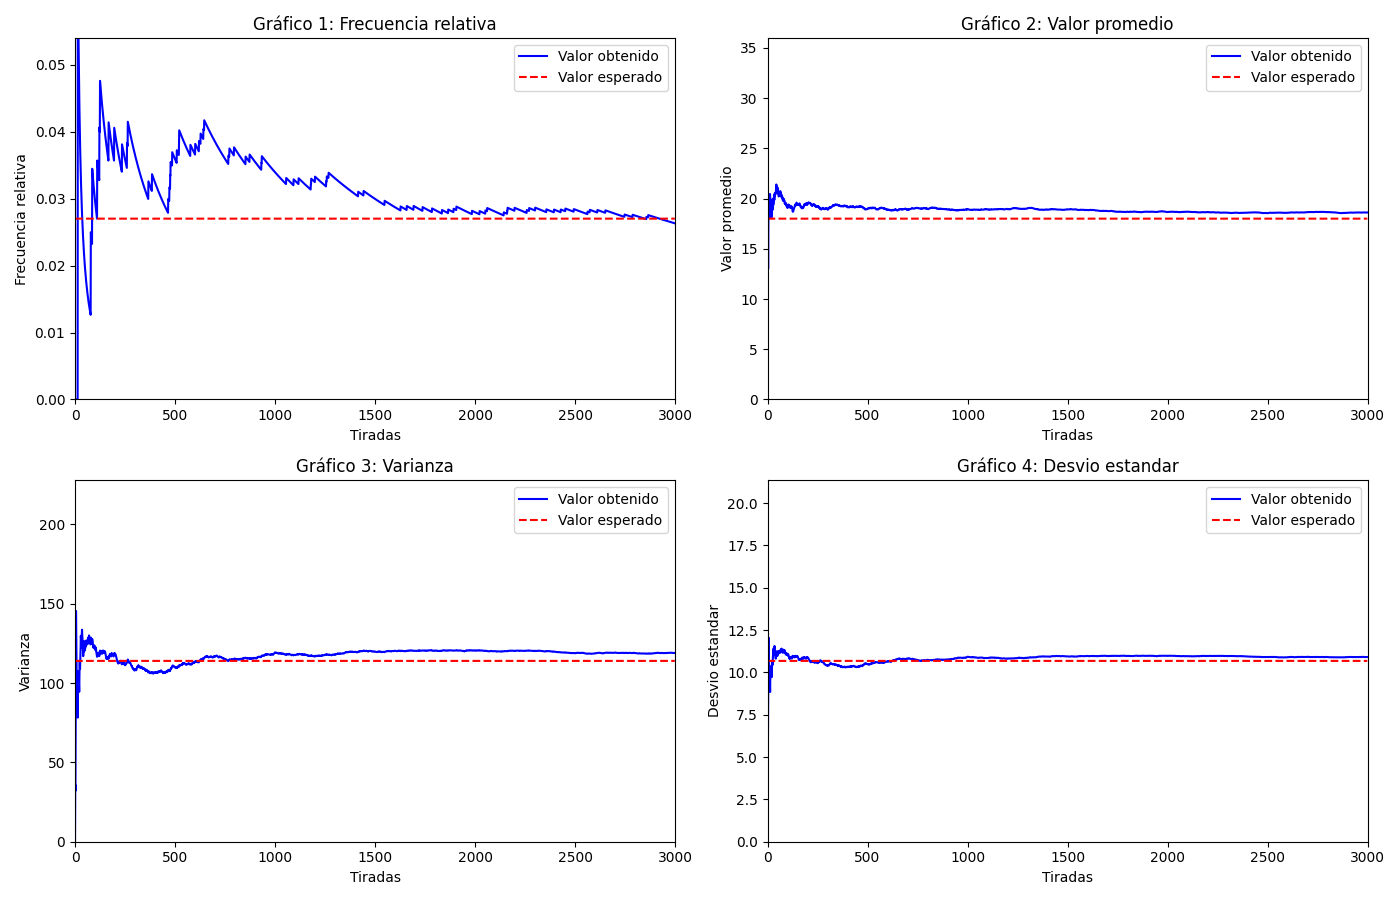 Gráfico 1: Frecuencia relativa
Valor obtenido
Valor esperado
Frecuencia relativa
0.05
0.04
0.03
0.02
0.01
0.00
0 500 1000 1500 2000 2500 3000
Tiradas
Gráfico 2: Valor promedio
Valor obtenido
Valor esperado
Valor promedio
35
30
25
20
15
10
5
0
0 500 1000 1500 2000 2500 3000
Tiradas
Gráfico 3: Varianza
Valor obtenido
Valor esperado
Varianza
200
150
100
50
0
0 500 1000 1500 2000 2500 3000
Tiradas
Gráfico 4: Desvio estandar
Valor obtenido
Valor esperado
Desvio estandar
20.0
17.5
15.0
12.5
10.0
7.5
5.0
2.5
0.0
0 500 1000 1500 2000 2500 3000
Tiradas